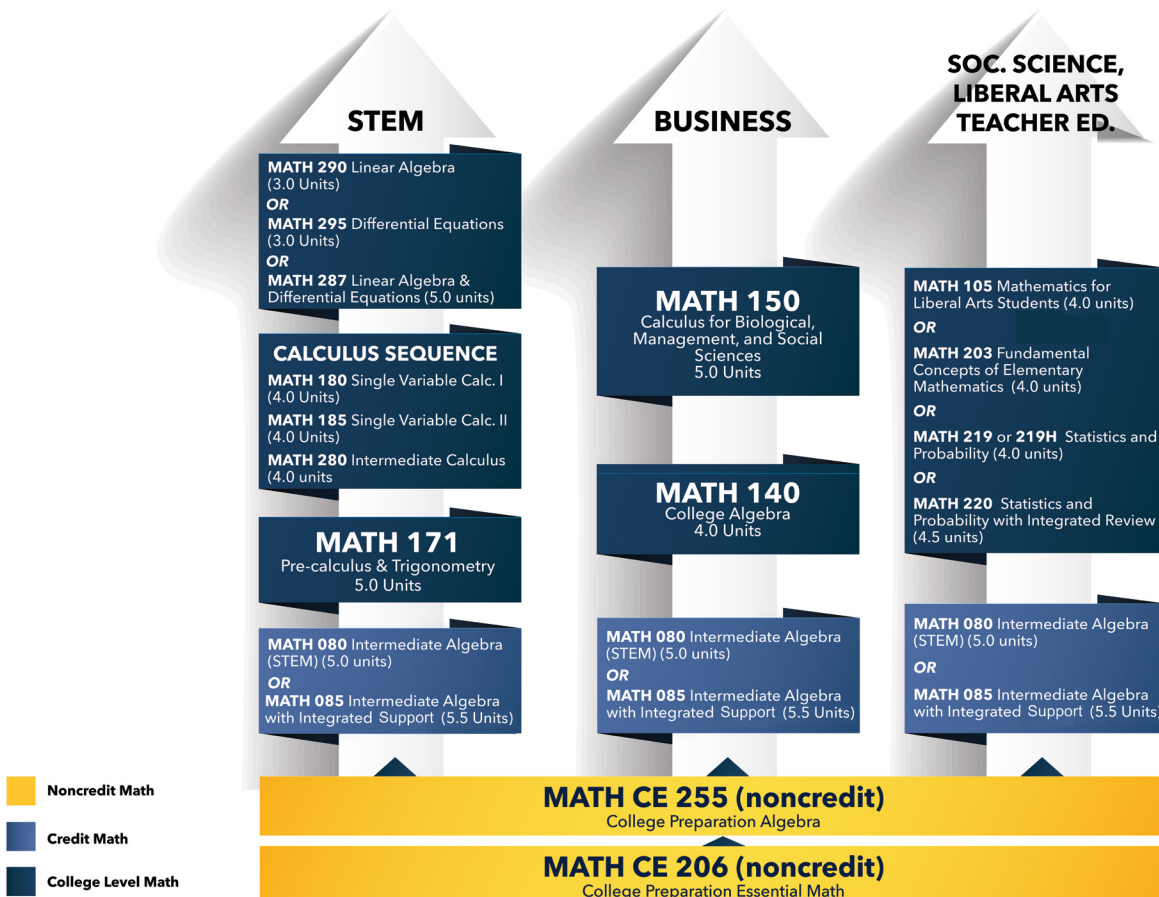 STEM
MATH 290 Linear Algebra
(3.0 Units)
OR
MATH 295 Differential Equations
(3.0 Units)
OR
MATH 287 Linear Algebra &
Differential Equations (5.0 units)
CALCULUS SEQUENCE
MATH 180 Single Variable Calc. I
(4.0 Units)
MATH 185 Single Variable Calc. II
(4.0 Units)
MATH 280 Intermediate Calculus
(4.0 units
MATH 171
Pre-calculus & Trigonometry
5.0 Units
MATH 080 Intermediate Algebra
(STEM) (5.0 units)
OR
MATH 085 Intermediate Algebra
with Integrated Support (5.5 Units)
BUSINESS
MATH 150
Calculus for Biological,
Management, and Social
Sciences
5.0 Units
MATH 140
College Algebra
4.0 Units
MATH 080 Intermediate Algebra
(STEM) (5.0 units)
OR
MATH 085 Intermediate Algebra
with Integrated Support (5.5 Units)
SOC. SCIENCE,
LIBERAL ARTS
TEACHER ED.
MATH 105 Mathematics for
Liberal Arts Students (4.0 units)
OR
MATH 203 Fundamental
Concepts of Elementary
Mathematics (4.0 units)
OR
MATH 219 or 219H Statistics and
Probability (4.0 units)
OR
MATH 220 Statistics and
Probability with Integrated Review
(4.5 units)
MATH 080 Intermediate Algebra
(STEM) (5.0 units)
OR
MATH 085 Intermediate Algebra
with Integrated Support (5.5 Units)
MATH CE 255 (noncredit)
College Preparation Algebra
MATH CE 206 (noncredit)
College Preparation Essential Math
Noncredit Math
Credit Math
College Level Math